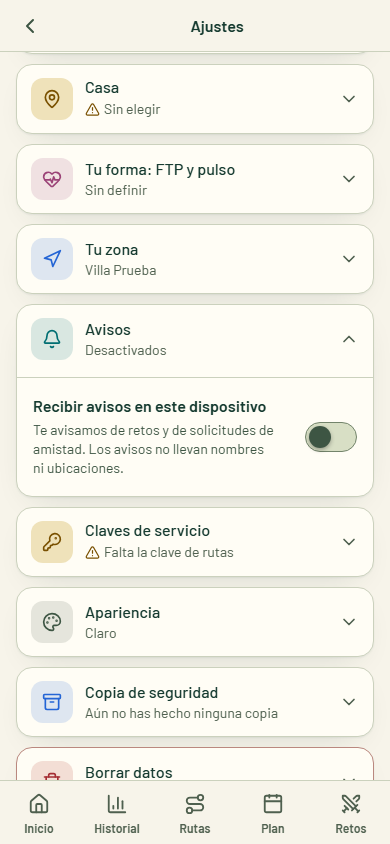 Ajustes
Casa
Sin elegir
Tu forma: FTP y pulso
Sin definir
Tu zona
Villa Prueba
Avisos
Desactivados
Recibir avisos en este dispositivo
Te avisamos de retos y de solicitudes de
amistad. Los avisos no llevan nombres
ni ubicaciones.
Claves de servicio
Falta la clave de rutas
Apariencia
Claro
Copia de seguridad
Aún no has hecho ninguna copia
Borrar datos
Inicio
Historial
Rutas
Plan
Retos